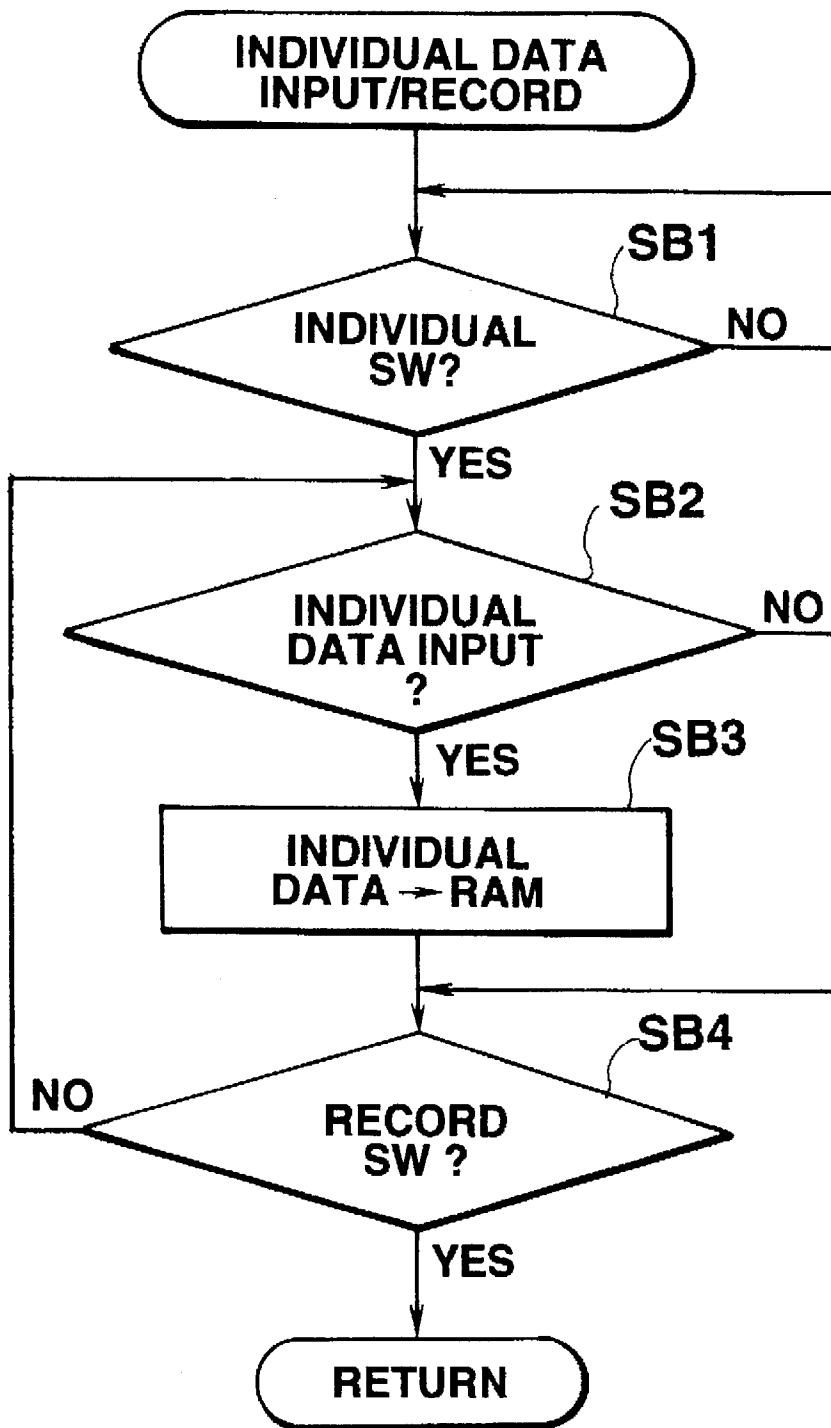 INDIVIDUAL DATA
INPUT/RECORD
SB1
INDIVIDUAL
SW?
NO
YES
SB2
INDIVIDUAL
DATA INPUT
?
NO
YES
SB3
INDIVIDUAL
DATA → RAM
SB4
NO
RECORD
SW ?
YES
RETURN